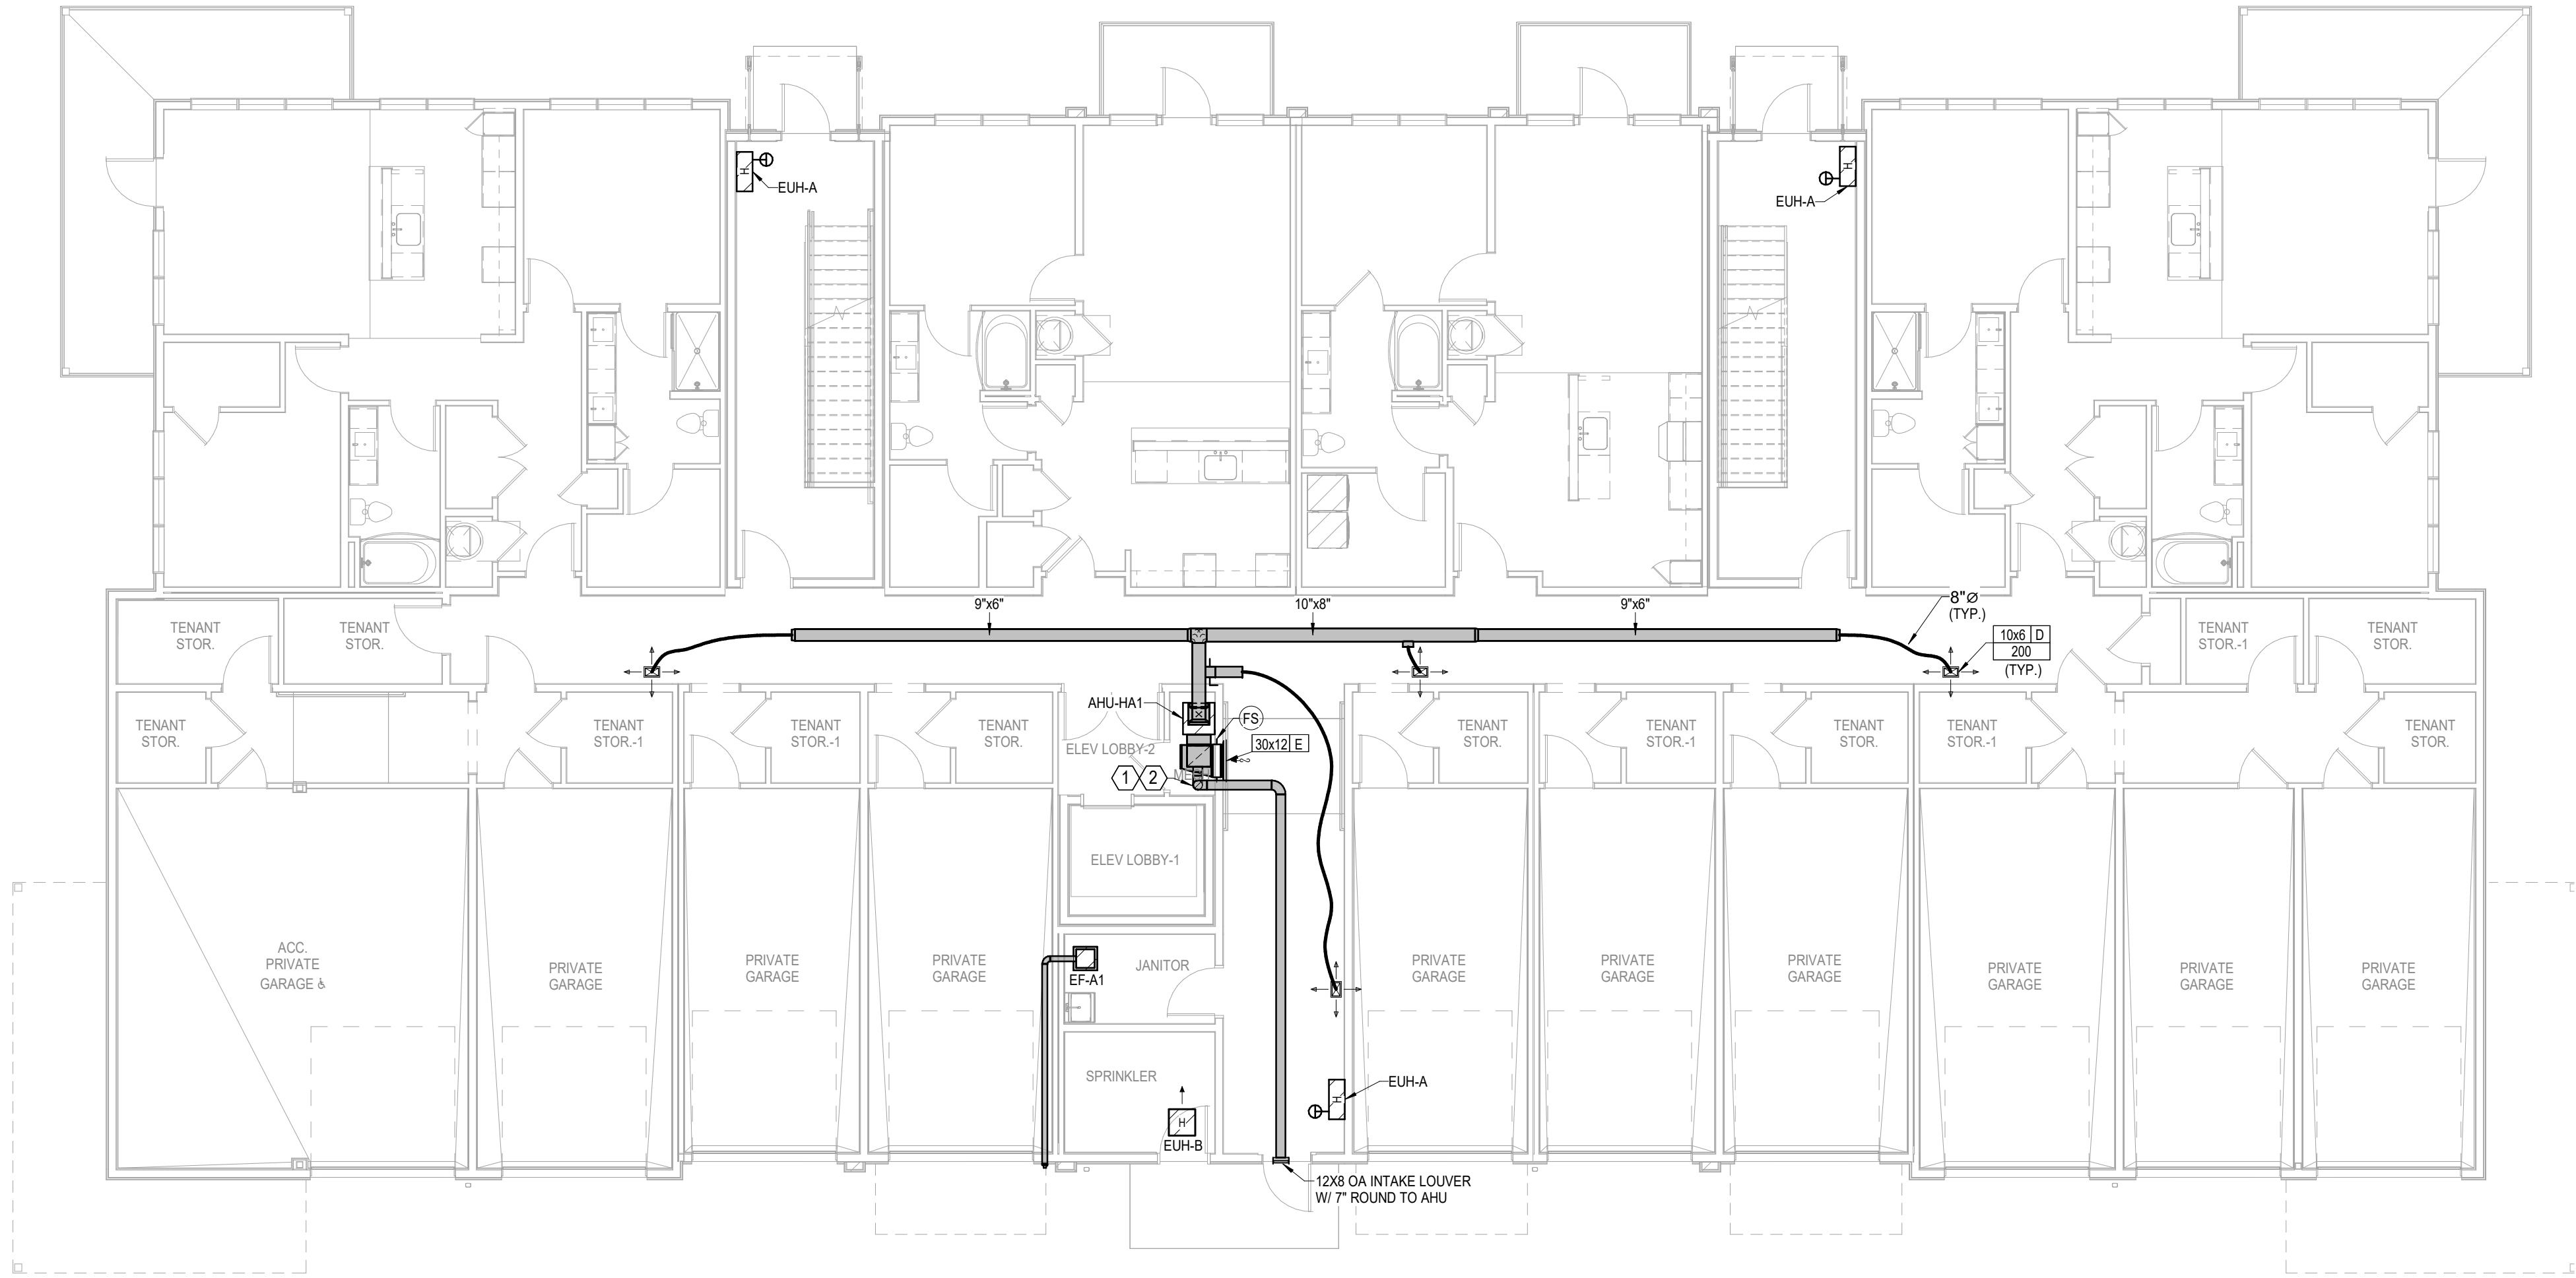 H
EUH-A
H
EUH-A
9"x6"
10"x8"
9"x6"
8"Ø
(TYP.)
10x6 D
200
(TYP.)
TENANT
STOR.
TENANT
STOR.
TENANT
STOR.-1
TENANT
STOR.
TENANT
STOR.
TENANT
STOR.-1
TENANT
STOR.-1
TENANT
STOR.
AHU-HA1
FS
ELEV LOBBY-2
30x12 E
1
2
TENANT
STOR.
TENANT
STOR.-1
TENANT
STOR.
TENANT
STOR.-1
TENANT
STOR.
ELEV LOBBY-1
ACC.
PRIVATE
GARAGE
PRIVATE
GARAGE
PRIVATE
GARAGE
PRIVATE
GARAGE
EF-A1
JANITOR
PRIVATE
GARAGE
PRIVATE
GARAGE
PRIVATE
GARAGE
PRIVATE
GARAGE
PRIVATE
GARAGE
PRIVATE
GARAGE
SPRINKLER
H
EUH-B
H
EUH-A
12X8 OA INTAKE LOUVER
W/ 7" ROUND TO AHU